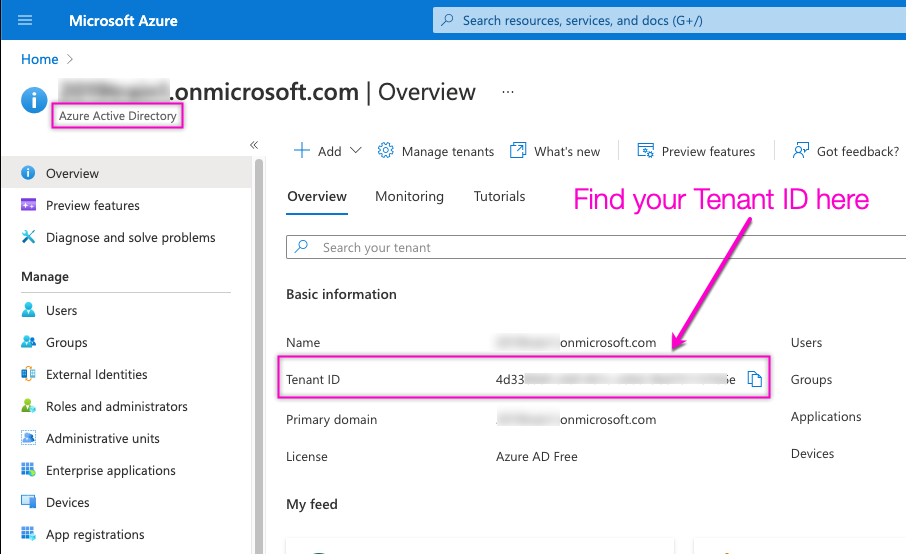 Microsoft Azure
Search resources, services, and docs (G+/)
Home
.onmicrosoft.com | Overview ...
Azure Active Directory
Add
Manage tenants
What's new
Preview features
Got feedback?
Overview
Preview features
Diagnose and solve problems
Manage
Users
Groups
External Identities
Roles and administrators
Administrative units
Enterprise applications
Devices
App registrations
Overview
Monitoring
Tutorials
Find your Tenant ID here
Search your tenant
Basic information
Name
onmicrosoft.com
Users
Tenant ID
4d33
Groups
Primary domain
onmicrosoft.com
Applications
License
Azure AD Free
Devices
My feed